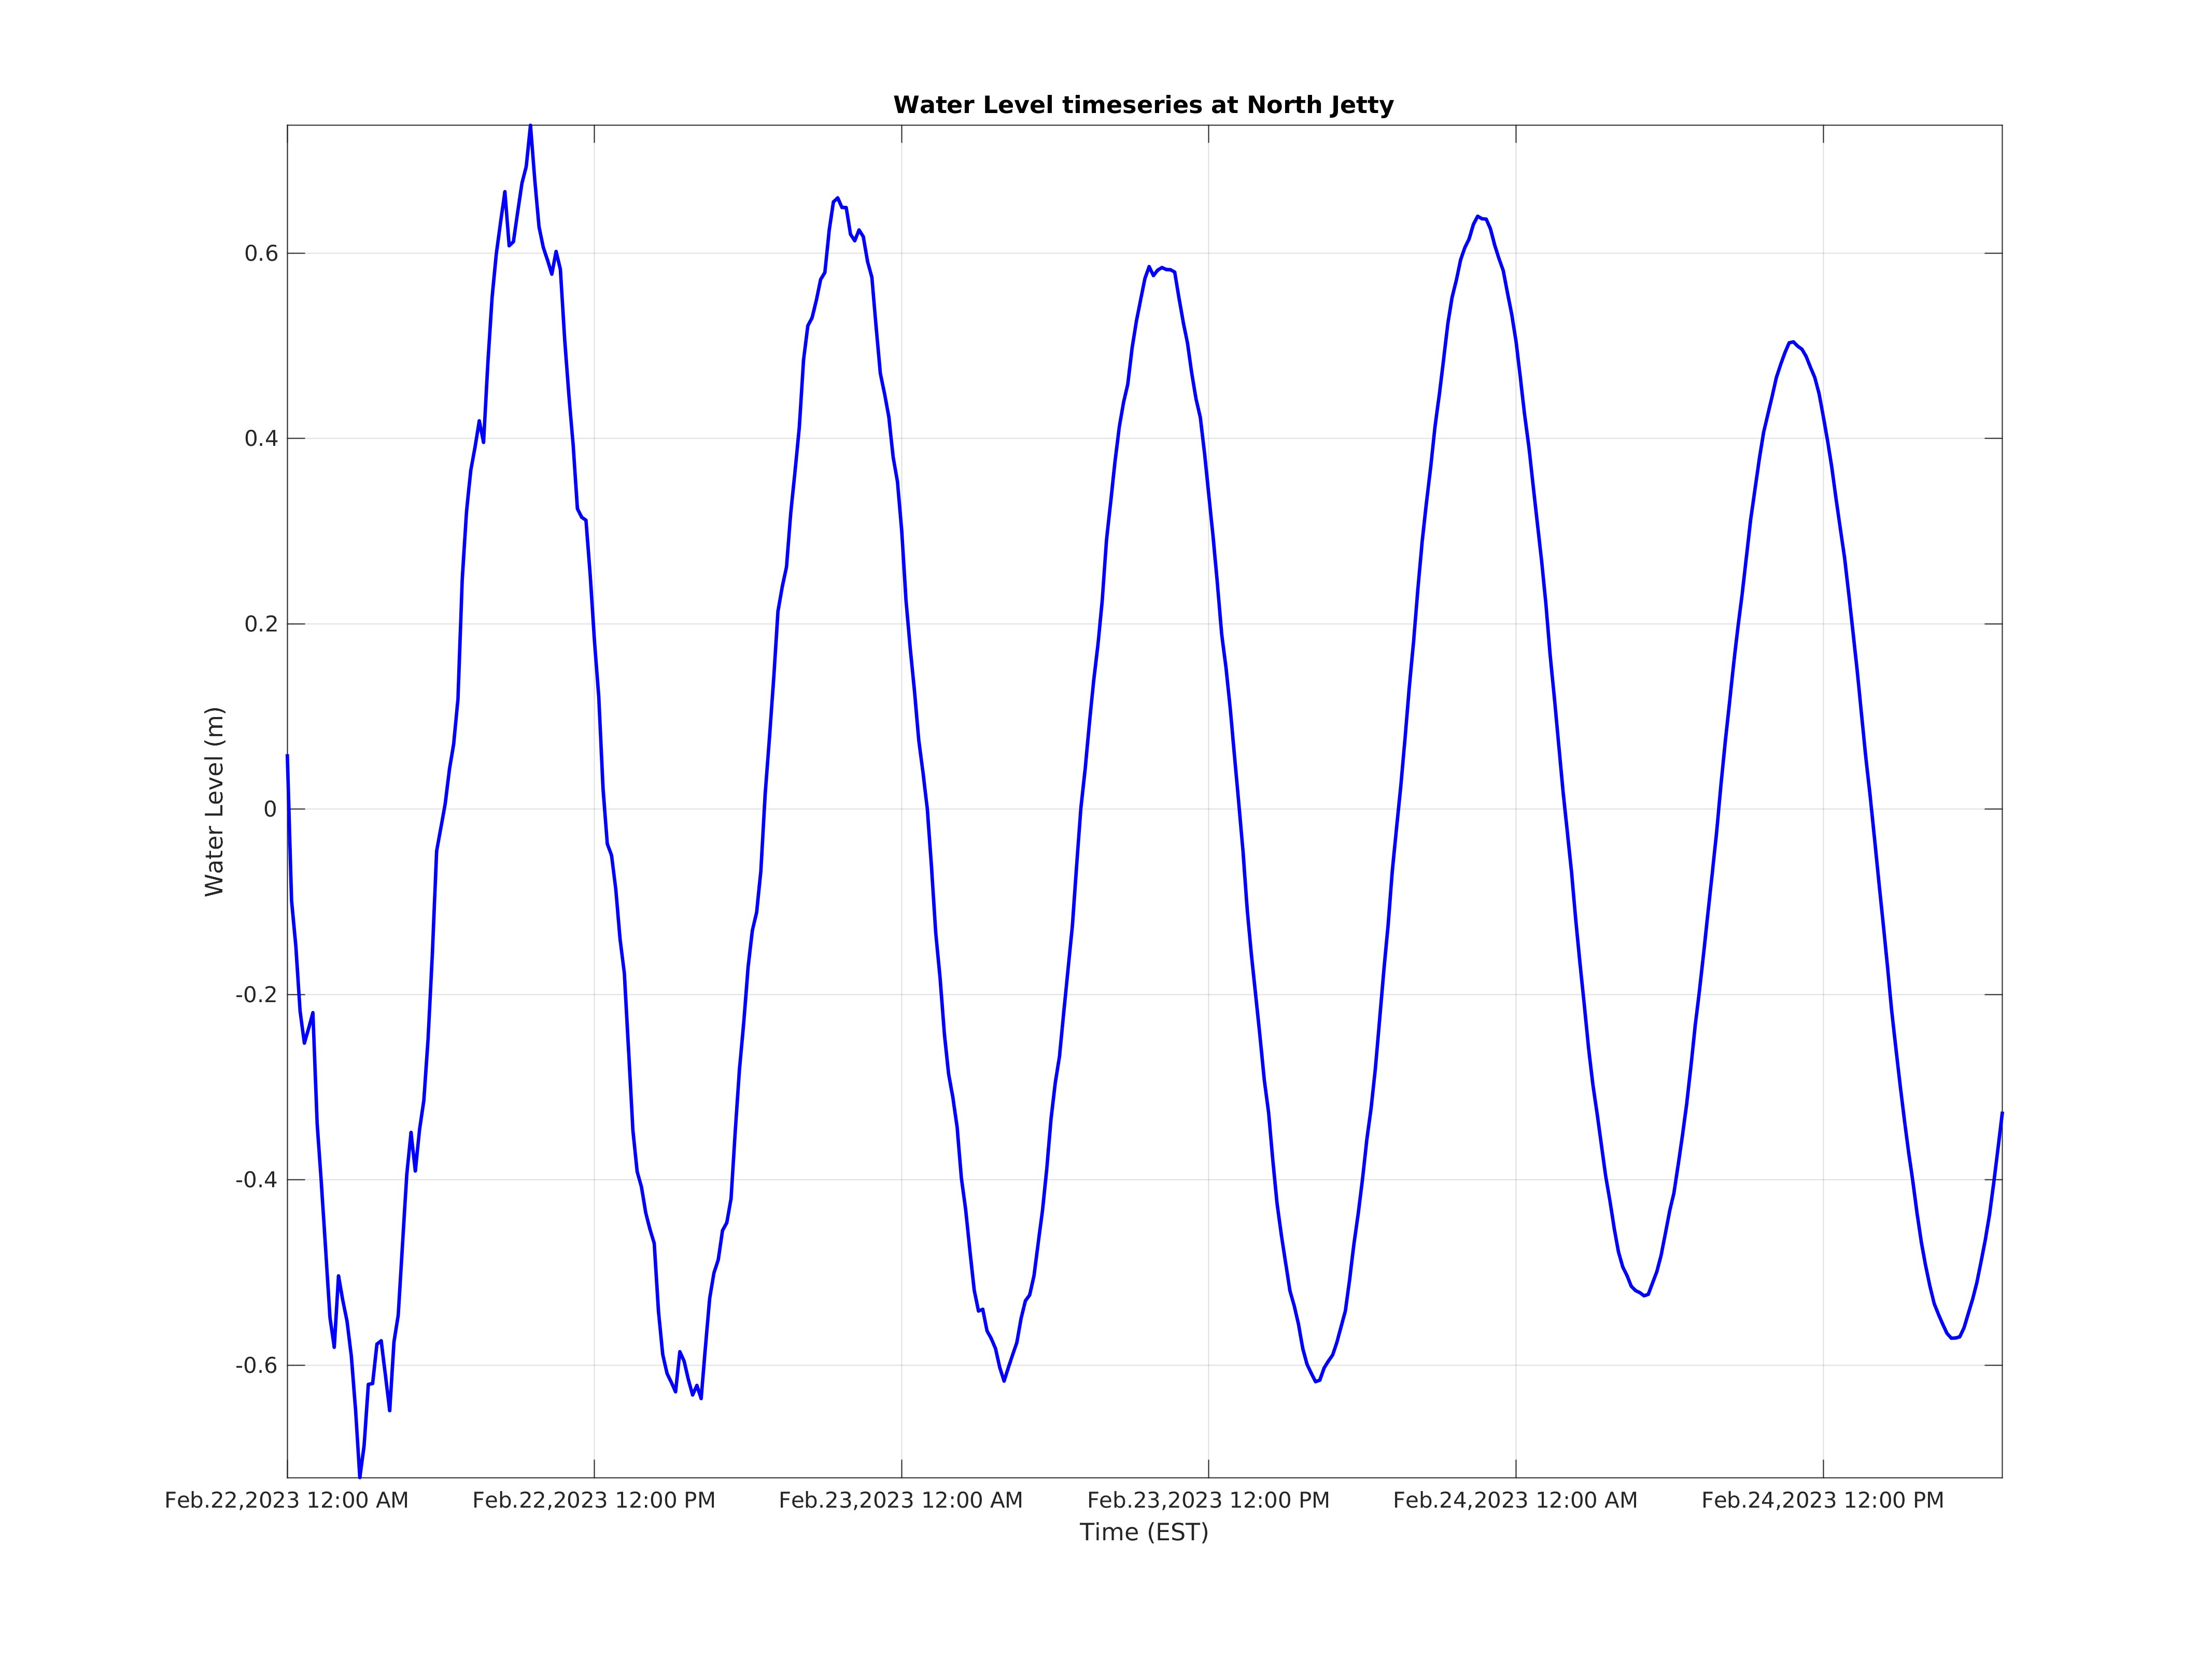 Water Level timeseries at North Jetty
Water Level (m)
0.6
0.4
0.2
0
-0.2
-0.4
-0.6
Feb.22,2023 12:00 AM
Feb.22,2023 12:00 PM
Feb.23,2023 12:00 AM
Feb.23,2023 12:00 PM
Feb.24,2023 12:00 AM
Feb.24,2023 12:00 PM
Time (EST)